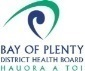 BAY OF PLENTY
DISTRICT HEALTH BOARD
HAUORA A TOI